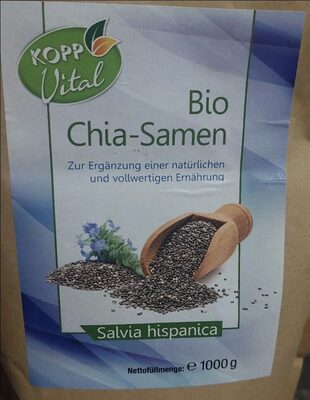 KOPP
Vital
Bio
Chia-Samen
Zur Ergänzung einer natürlichen
und vollwertigen Ernährung
Salvia hispanica
Nettofüllmenge: ℮ 1000 g